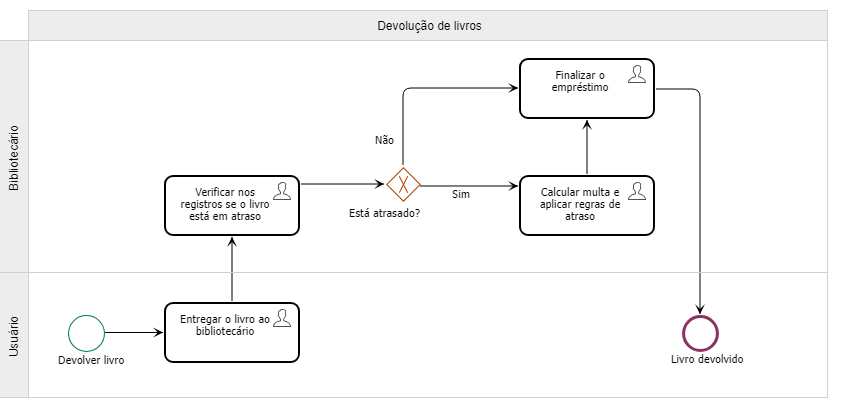 Devolução de livros
Bibliotecário
Finalizar o
empréstimo
Não
Verificar nos
registros se o livro
está em atraso
Está atrasado?
Sim
Calcular multa e
aplicar regras de
atraso
Usuário
Devolver livro
Entregar o livro ao
bibliotecário
Livro devolvido